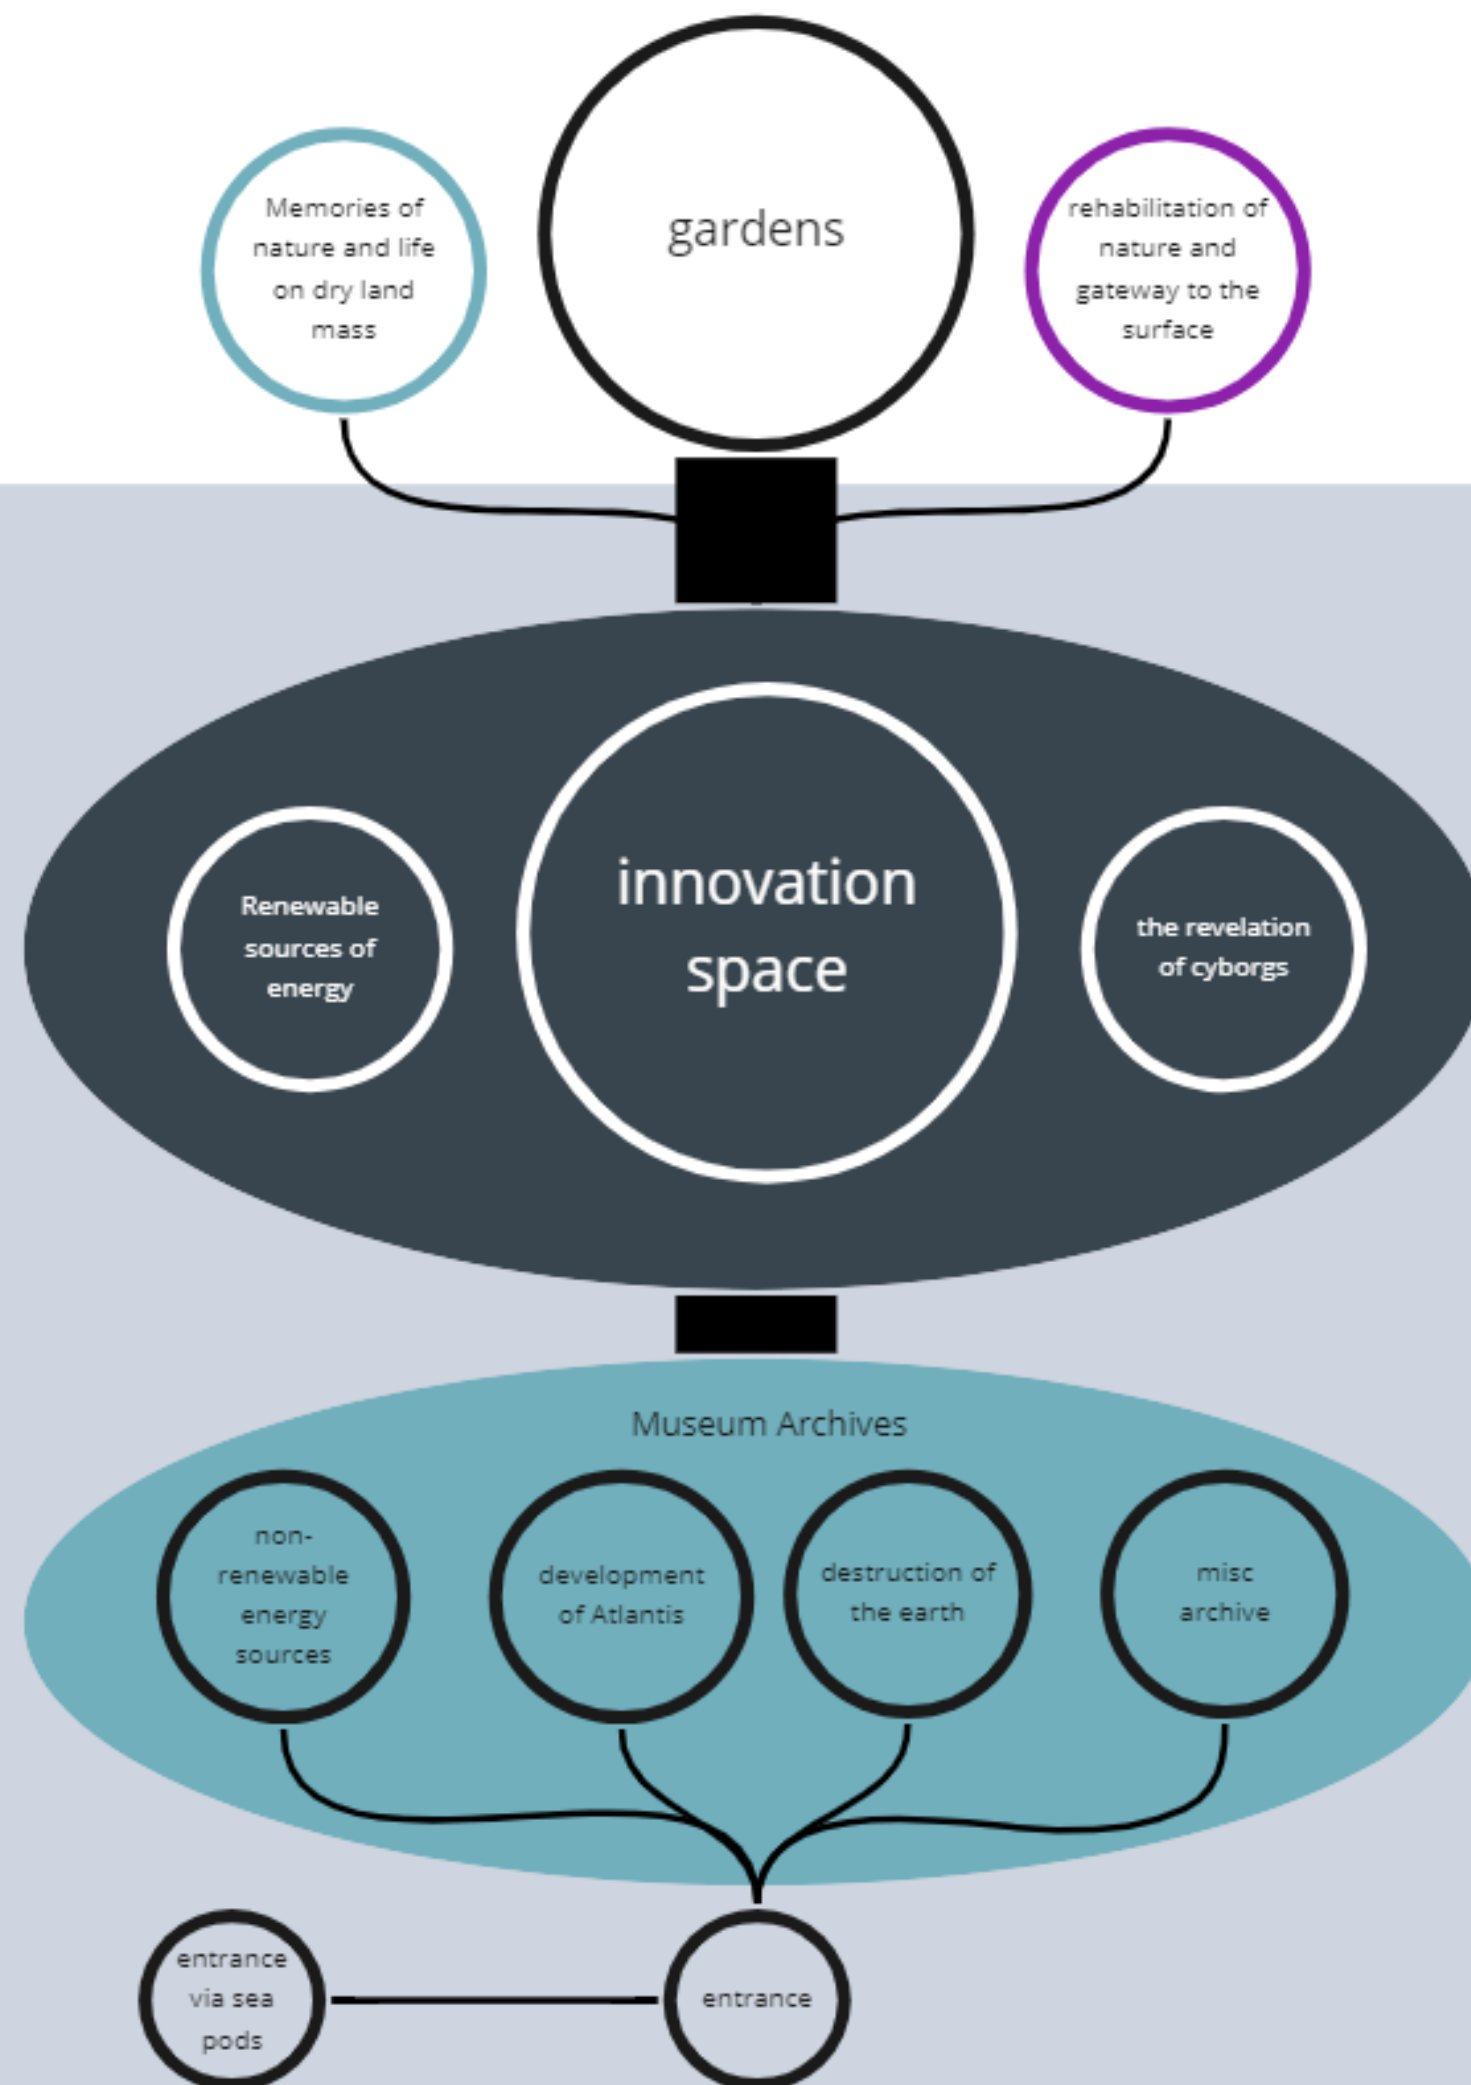 Memories of
nature and life
on dry land
mass
gardens
rehabilitation of
nature and
gateway to the
surface
Renewable
sources of
energy
innovation
space
the revelation
of cyborgs
Museum Archives
non-
renewable
energy
sources
development
of Atlantis
destruction of
the earth
misc
archive
entrance
via sea
pods
entrance